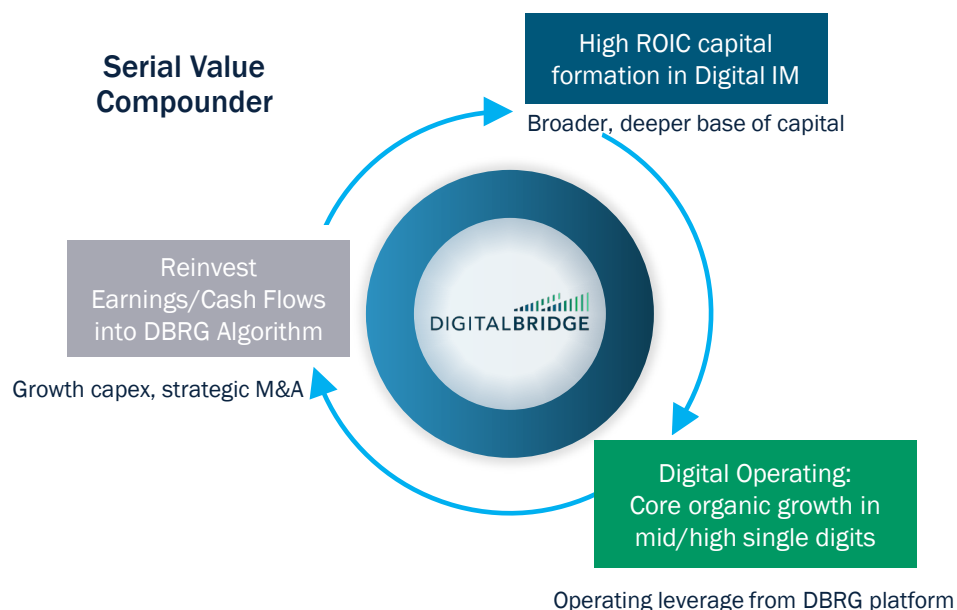 Serial Value
Compounder
High ROIC capital
formation in Digital IM
Broader, deeper base of capital
Reinvest
Earnings/Cash Flows
into DBRG Algorithm
Growth capex, strategic M&A
DIGITALBRIDGE
Digital Operating:
Core organic growth in
mid/high single digits
Operating leverage from DBRG platform